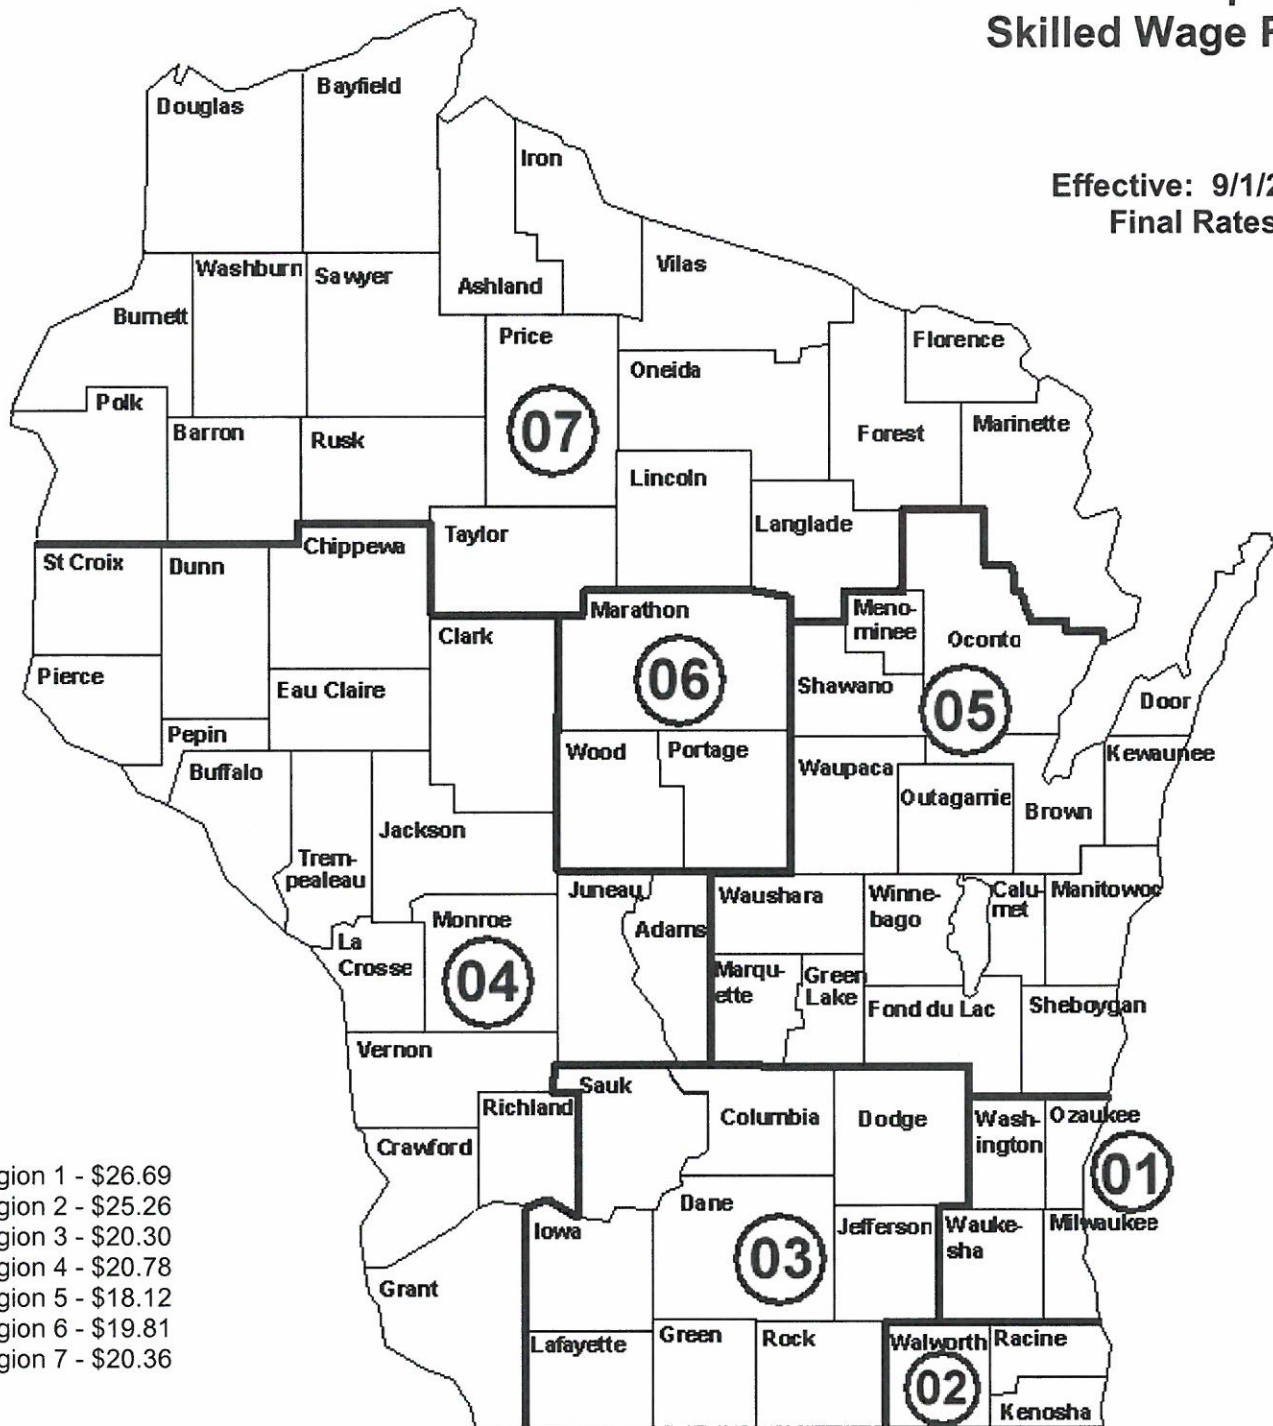 Skilled Wage R
Effective: 9/1/2
Final Rates
Douglas
Bayfield
Iron
Ashland
Vilas
Washburn
Sawyer
Burnett
Price
Florence
Oneida
Polk
Barron
Rusk
07
Forest
Marinette
Lincoln
Langlade
Taylor
Chippewa
St Croix
Dunn
Marathon
Meno-
minee
Oconto
Clark
06
Pierce
Eau Claire
Shawano
05
Door
Pepin
Buffalo
Wood
Portage
Waupaca
Kewaunee
Outagamie
Brown
Jackson
Trem-
pealeau
Juneau
Adams
Waushara
Winne-
bago
Calu-
met
Manitowoc
Monroe
La
Crosse
04
Marqu-
ette
Green
Lake
Fond du Lac
Sheboygan
Vernon
Sauk
Richland
Columbia
Dodge
Wash-
ington
Ozaukee
Crawford
01
Dane
Iowa
Jefferson
Wauke-
sha
Milwaukee
03
Grant
Lafayette
Green
Rock
Walworth
Racine
02
Kenosha
gion 1 - $26.69
gion 2 - $25.26
gion 3 - $20.30
gion 4 - $20.78
gion 5 - $18.12
gion 6 - $19.81
gion 7 - $20.36